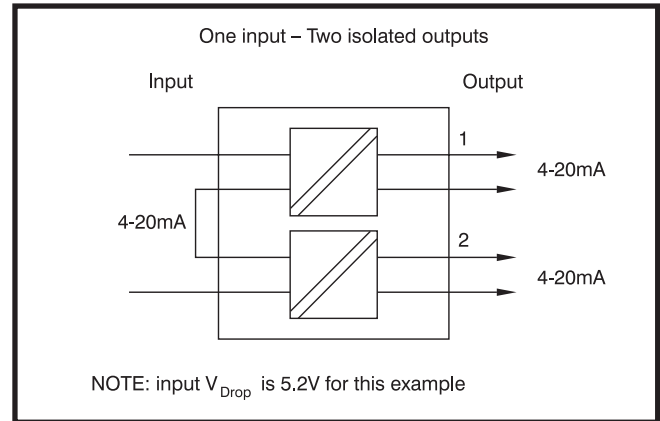 One input – Two isolated outputs
Input
Output
1
4-20mA
4-20mA
2
4-20mA
NOTE: input VDrop is 5.2V for this example